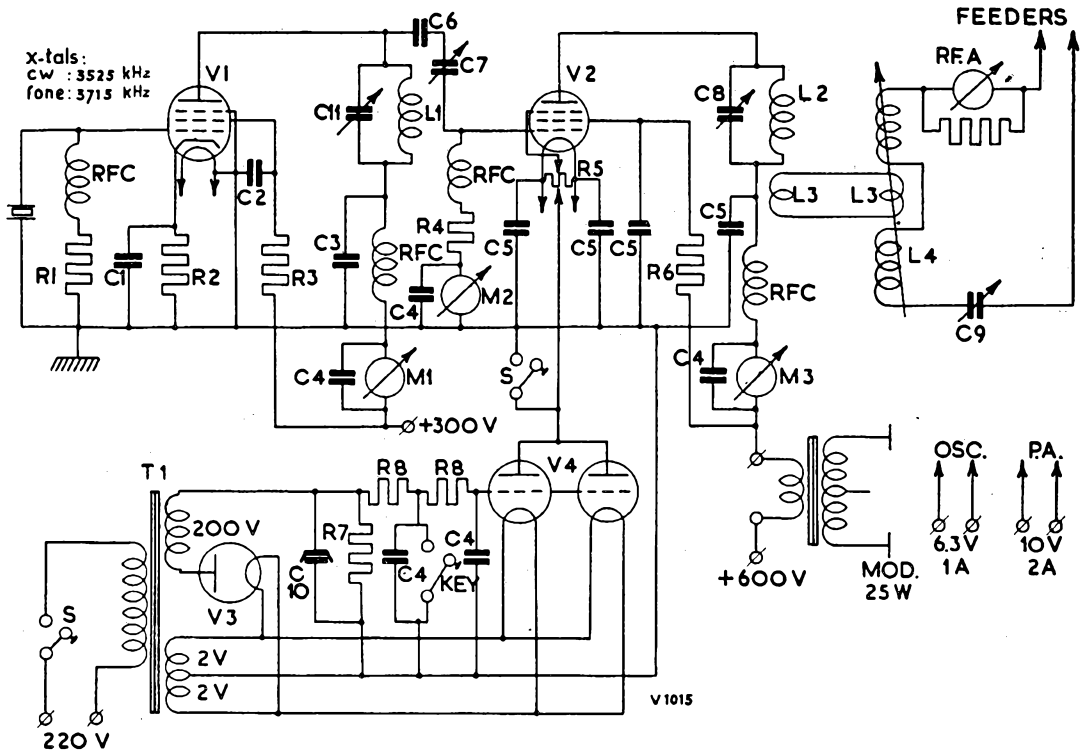 x-tals:
cw : 3525 kHz
fone: 3715 kHz
V1
C6
C7
V2
FEEDERS
RF.A
C11
L1
C8
L2
RFC
C2
RFC
R5
L3
L3
R1
C1
R2
R3
C3
RFC
R4
C5
C5
C5
R6
C5
L4
C4
M2
RFC
C9
C4
M1
S
C4
M3
+300 V
T1
R8
R8
V4
OSC.
P.A.
200 V
R7
C10
C4
KEY
C4
+600 V
MOD.
25 W
6.3 V
1 A
10 V
2 A
V3
S
2 V
2 V
V 1015
220 V